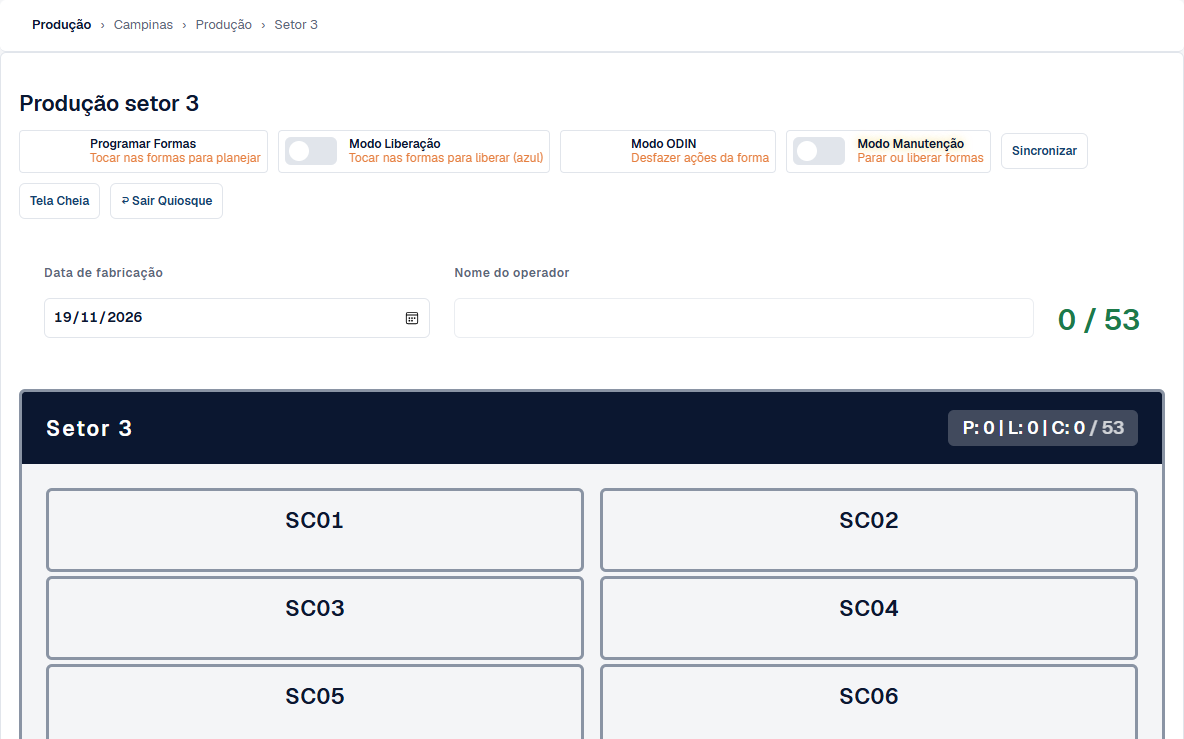 Produção › Campinas › Produção › Setor 3
Produção setor 3
Programar Formas
Tocar nas formas para planejar
Modo Liberação
Tocar nas formas para liberar (azul)
Modo ODIN
Desfazer ações da forma
Modo Manutenção
Parar ou liberar formas
Sincronizar
Tela Cheia
Sair Quiosque
Data de fabricação
19/11/2026
Nome do operador
0 / 53
Setor 3
P: 0 | L: 0 | C: 0 / 53
SC01
SC02
SC03
SC04
SC05
SC06